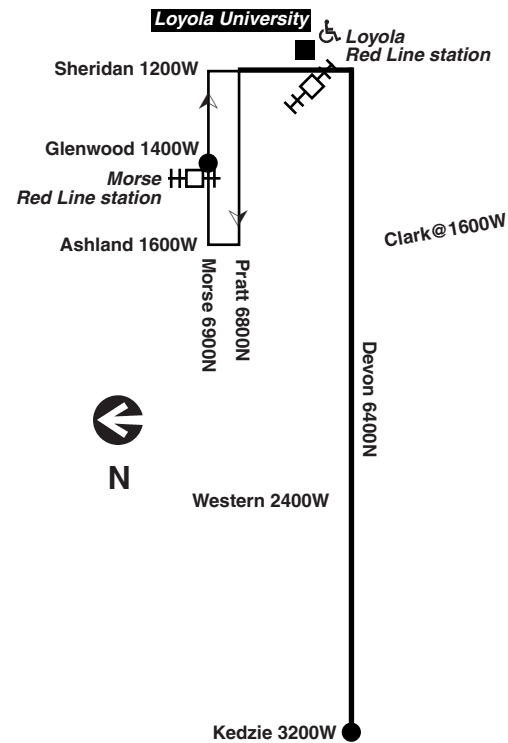 Loyola University
Loyola
Red Line station
Sheridan 1200W
Glenwood 1400W
Morse
Red Line station
Ashland 1600W
Clark@1600W
Morse 6900N
Pratt 6800N
Devon 6400N
N
Western 2400W
Kedzie 3200W